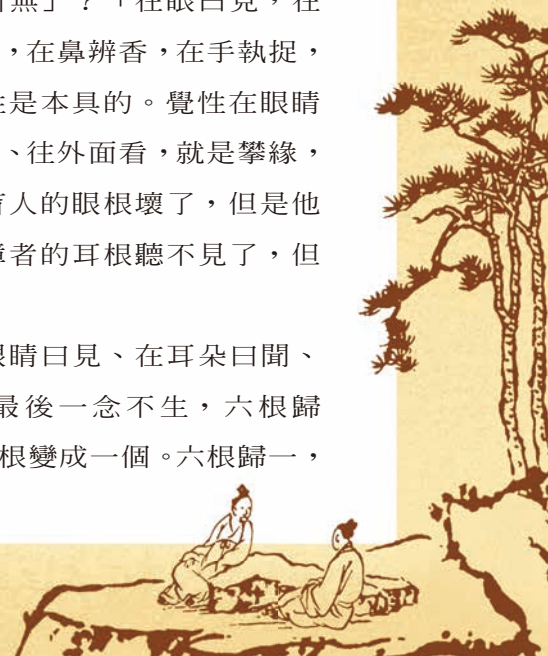 無」?「在眼曰見,在
,在鼻辨香,在手執捉,
性是本具的。覺性在眼睛
、往外面看,就是攀緣,
盲人的眼根壞了,但是他
者的耳根聽不見了,但
眼睛曰見、在耳朵曰聞、
最後一念不生,六根歸
根變成一個。六根歸一,